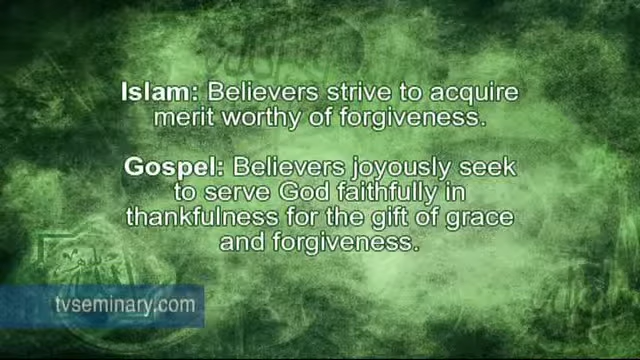 Islam: Believers strive to acquire
merit worthy of forgiveness.
Gospel: Believers joyously seek
to serve God faithfully in
thankfulness for the gift of grace
and forgiveness.
tvseminary.com